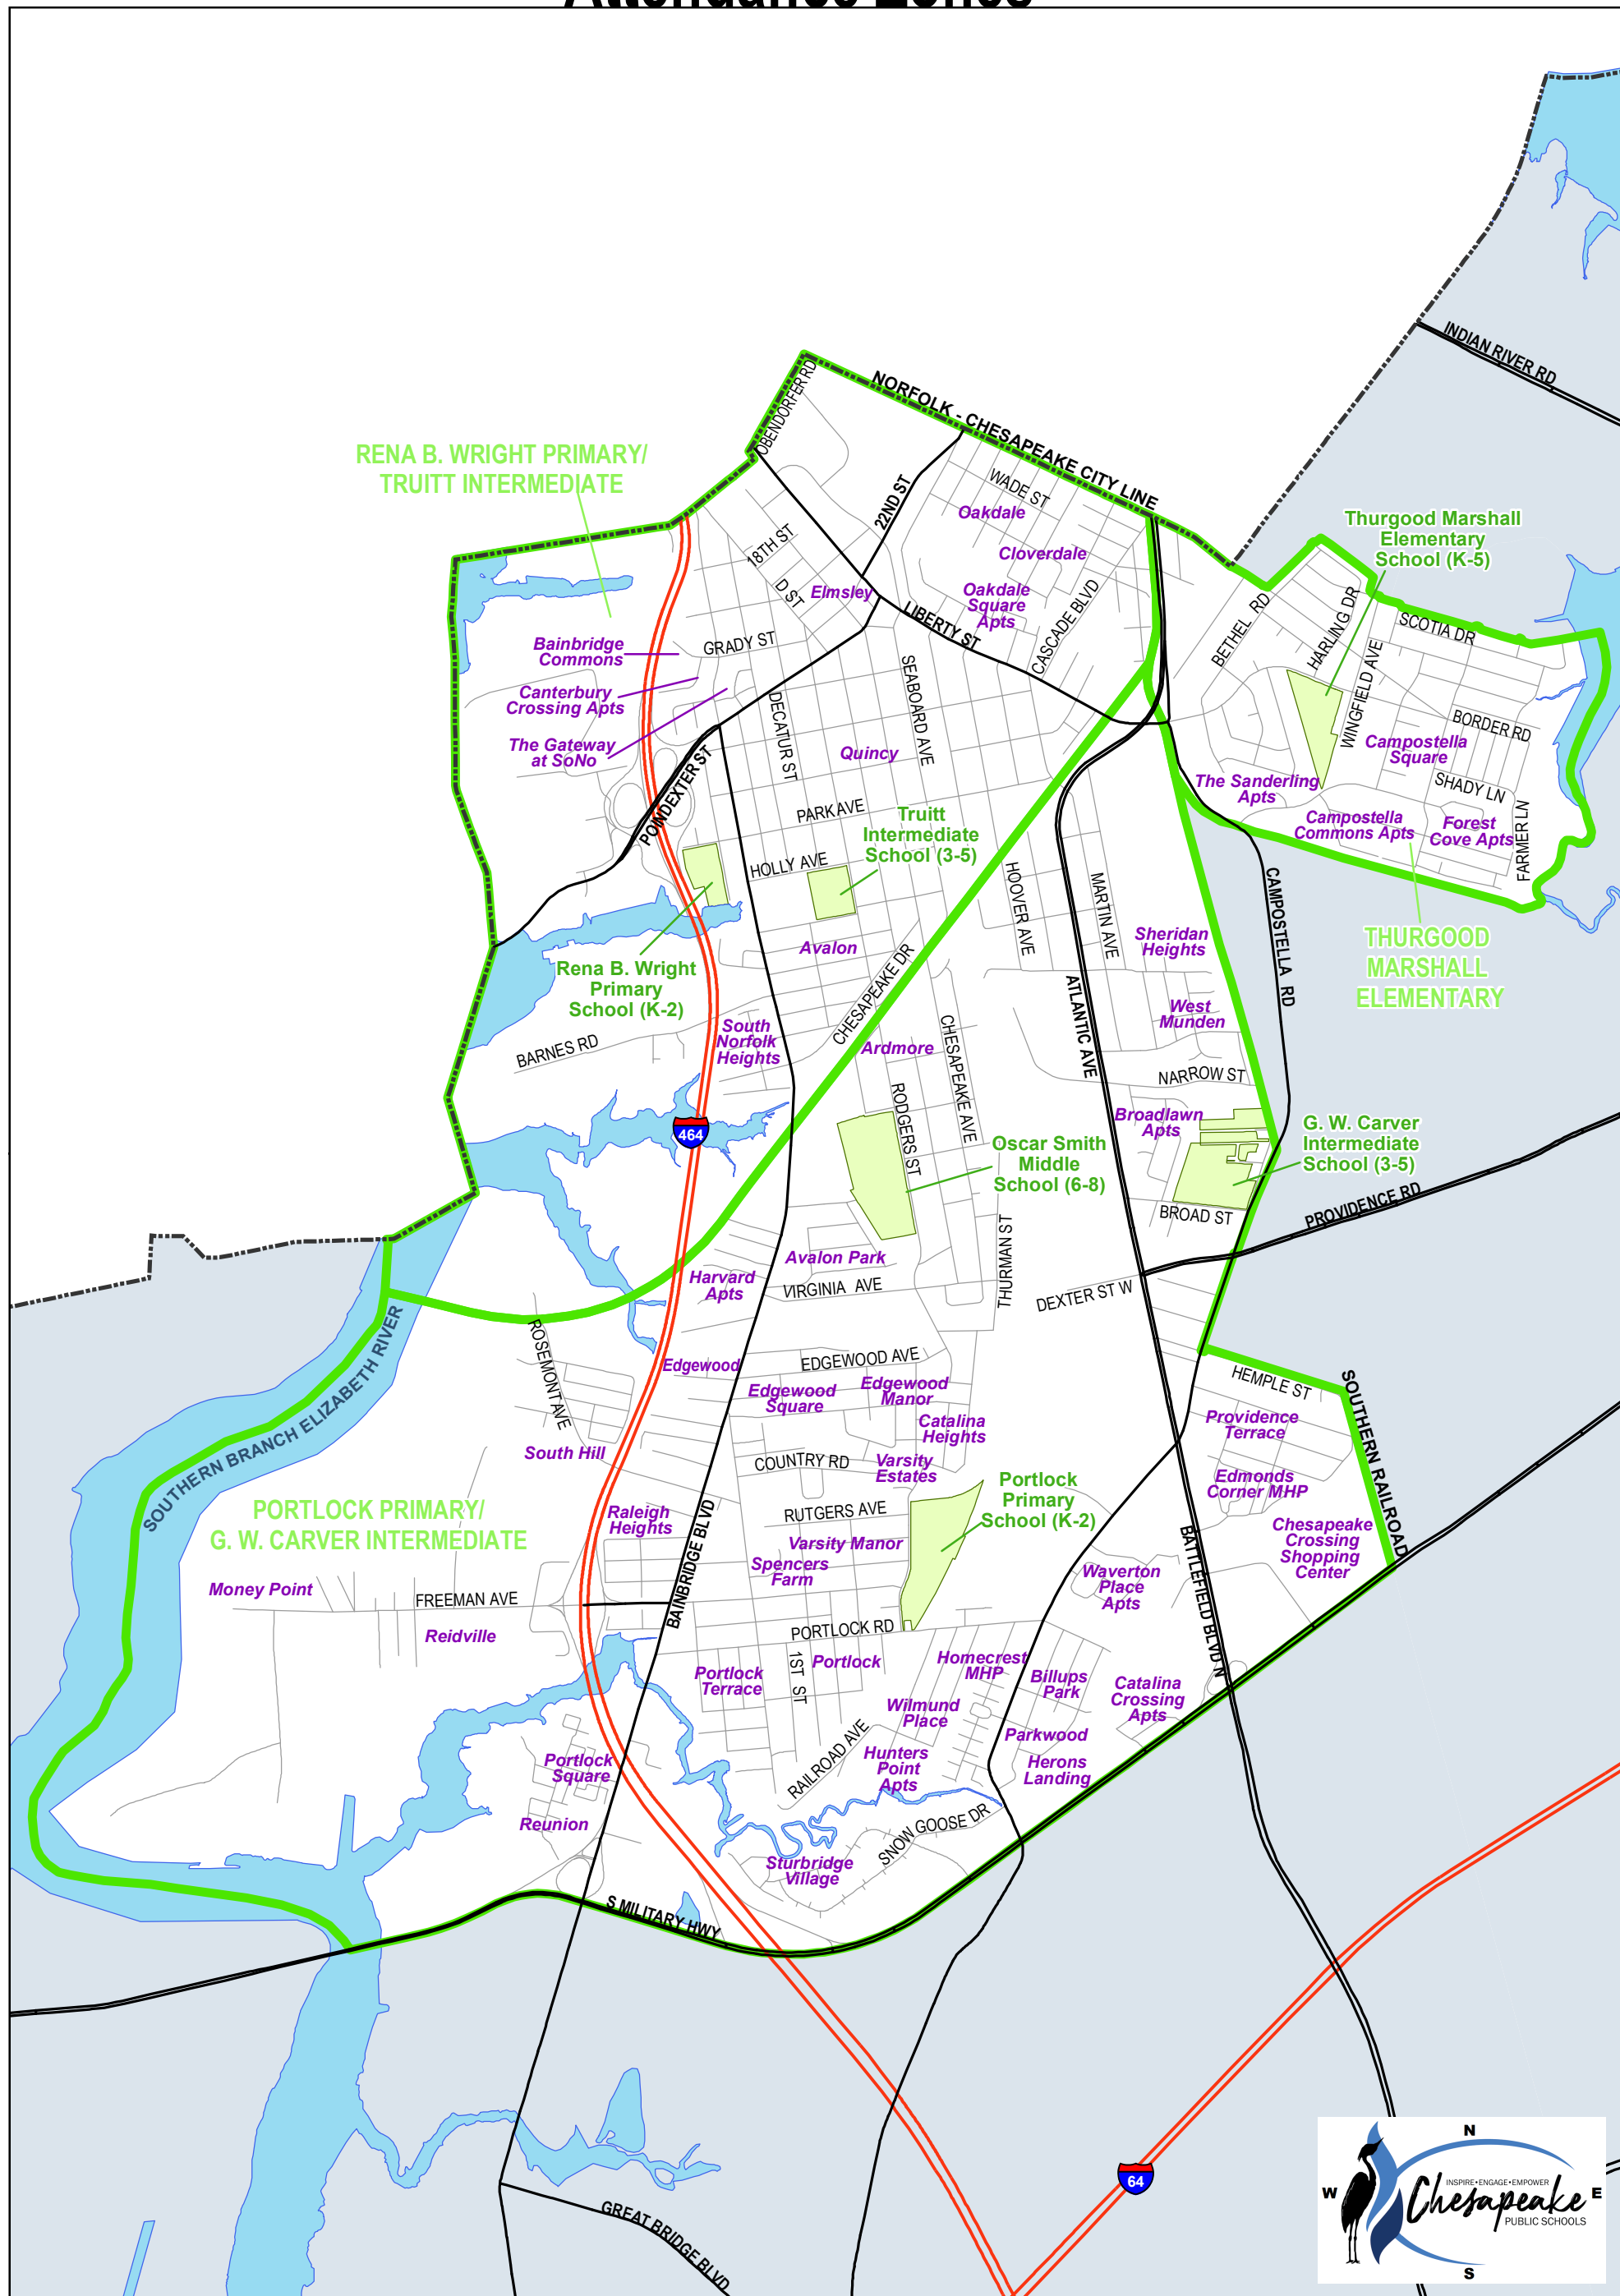 Attendance Zones
INDIAN RIVER RD
OBENDORFER RD
NORFOLK - CHESAPEAKE CITY LINE
RENA B. WRIGHT PRIMARY/
TRUITT INTERMEDIATE
22ND ST
WADE ST
Oakdale
Thurgood Marshall
Elementary
School (K-5)
18TH ST
Cloverdale
D ST
Elmsley
Oakdale
Square
Apts
LIBERTY ST
CASCADE BLVD
BETHEL RD
HARLING DR
SCOTIA DR
WINGFIELD AVE
Bainbridge
Commons
GRADY ST
Canterbury
Crossing Apts
The Gateway
at SoNo
DECATUR ST
SEABOARD AVE
Quincy
BORDER RD
Campostella
Square
The Sanderling
Apts
SHADY LN
Campostella
Commons Apts
Forest
Cove Apts
FARMER LN
POINDEXTER ST
PARK AVE
Truitt
Intermediate
School (3-5)
HOLLY AVE
HOOVER AVE
MARTIN AVE
CAMPOSTELLA RD
Sheridan
Heights
THURGOOD
MARSHALL
ELEMENTARY
Avalon
CHESAPEAKE DR
Rena B. Wright
Primary
School (K-2)
ATLANTIC AVE
West
Munden
South
Norfolk
Heights
BARNES RD
Ardmore
CHESAPEAKE AVE
NARROW ST
RODGERS ST
Broadlawn
Apts
464
G. W. Carver
Intermediate
School (3-5)
Oscar Smith
Middle
School (6-8)
PROVIDENCE RD
BROAD ST
THURMAN ST
Avalon Park
Harvard
Apts
VIRGINIA AVE
DEXTER ST W
SOUTHERN BRANCH ELIZABETH RIVER
ROSEMONT AVE
Edgewood
EDGEWOOD AVE
Edgewood
Square
Edgewood
Manor
HEMPLE ST
SOUTHERN RAILROAD
Catalina
Heights
Providence
Terrace
South Hill
COUNTRY RD
Varsity
Estates
Edmonds
Corner MHP
PORTLOCK PRIMARY/
G. W. CARVER INTERMEDIATE
Portlock
Primary
School (K-2)
Raleigh
Heights
RUTGERS AVE
Varsity Manor
Spencers
Farm
BAINBRIDGE BLVD
BATTLEFIELD BLVD N
Chesapeake
Crossing
Shopping
Center
Waverton
Place
Apts
Money Point
FREEMAN AVE
Reidville
PORTLOCK RD
1ST ST
Portlock
Portlock
Terrace
Homecrest
MHP
Billups
Park
Catalina
Crossing
Apts
Wilmund
Place
Parkwood
RAILROAD AVE
Hunters
Point
Apts
Herons
Landing
Portlock
Square
Reunion
SNOW GOOSE DR
Sturbridge
Village
S MILITARY HWY
64
GREAT BRIDGE BLVD
N
W
E
S
INSPIRE•ENGAGE•EMPOWER
Chesapeake
PUBLIC SCHOOLS